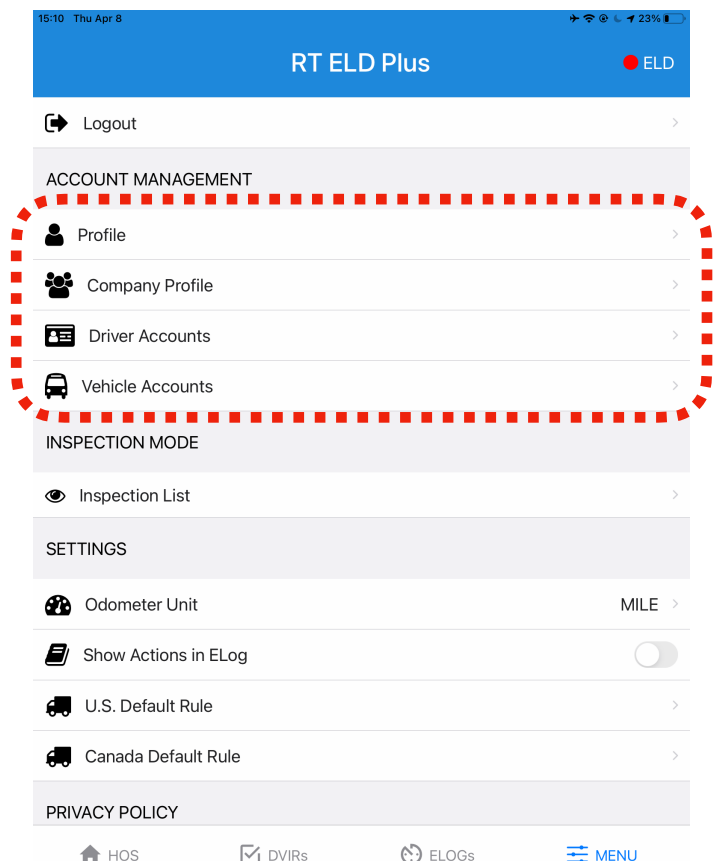 15:10 Thu Apr 8
23%
RT ELD Plus
ELD
Logout
ACCOUNT MANAGEMENT
Profile
Company Profile
Driver Accounts
Vehicle Accounts
INSPECTION MODE
Inspection List
SETTINGS
Odometer Unit MILE
Show Actions in ELog
U.S. Default Rule
Canada Default Rule
PRIVACY POLICY
HOS DVIRs ELOGs MENU